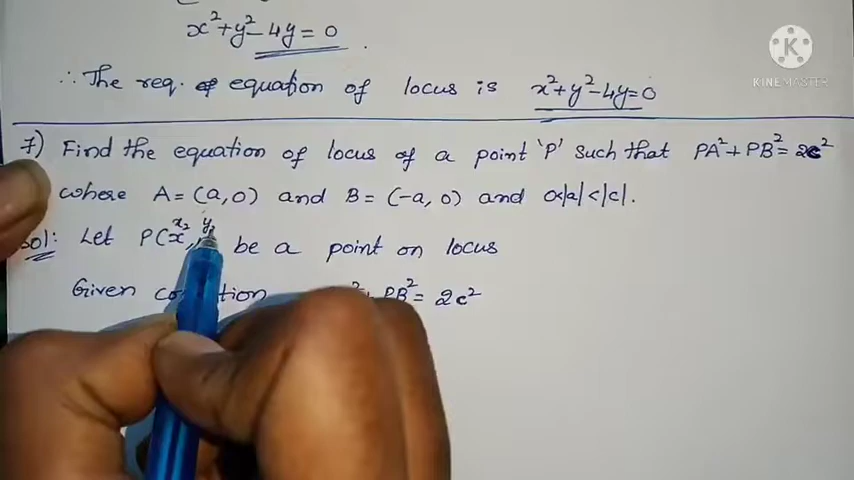 x²+y²-4y=0
∴ The req. equation of locus is x²+y²-4y=0
K
KINEMASTER
7) Find the equation of locus of a point 'P' such that PA²+PB²=2c²
where A=(a,0) and B=(-a,0) and 0<|a|<|c|.
Sol: Let P(x, be a point on locus
x₂ y₂
Given PB²=2c²